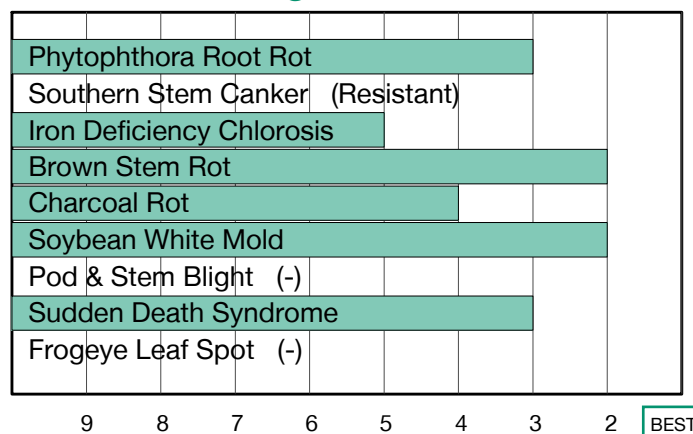 Phytophthora Root Rot
Southern Stem Canker (Resistant)
Iron Deficiency Chlorosis
Brown Stem Rot
Charcoal Rot
Soybean White Mold
Pod & Stem Blight (-)
Sudden Death Syndrome
Frogeye Leaf Spot (-)
9 8 7 6 5 4 3 2 BEST